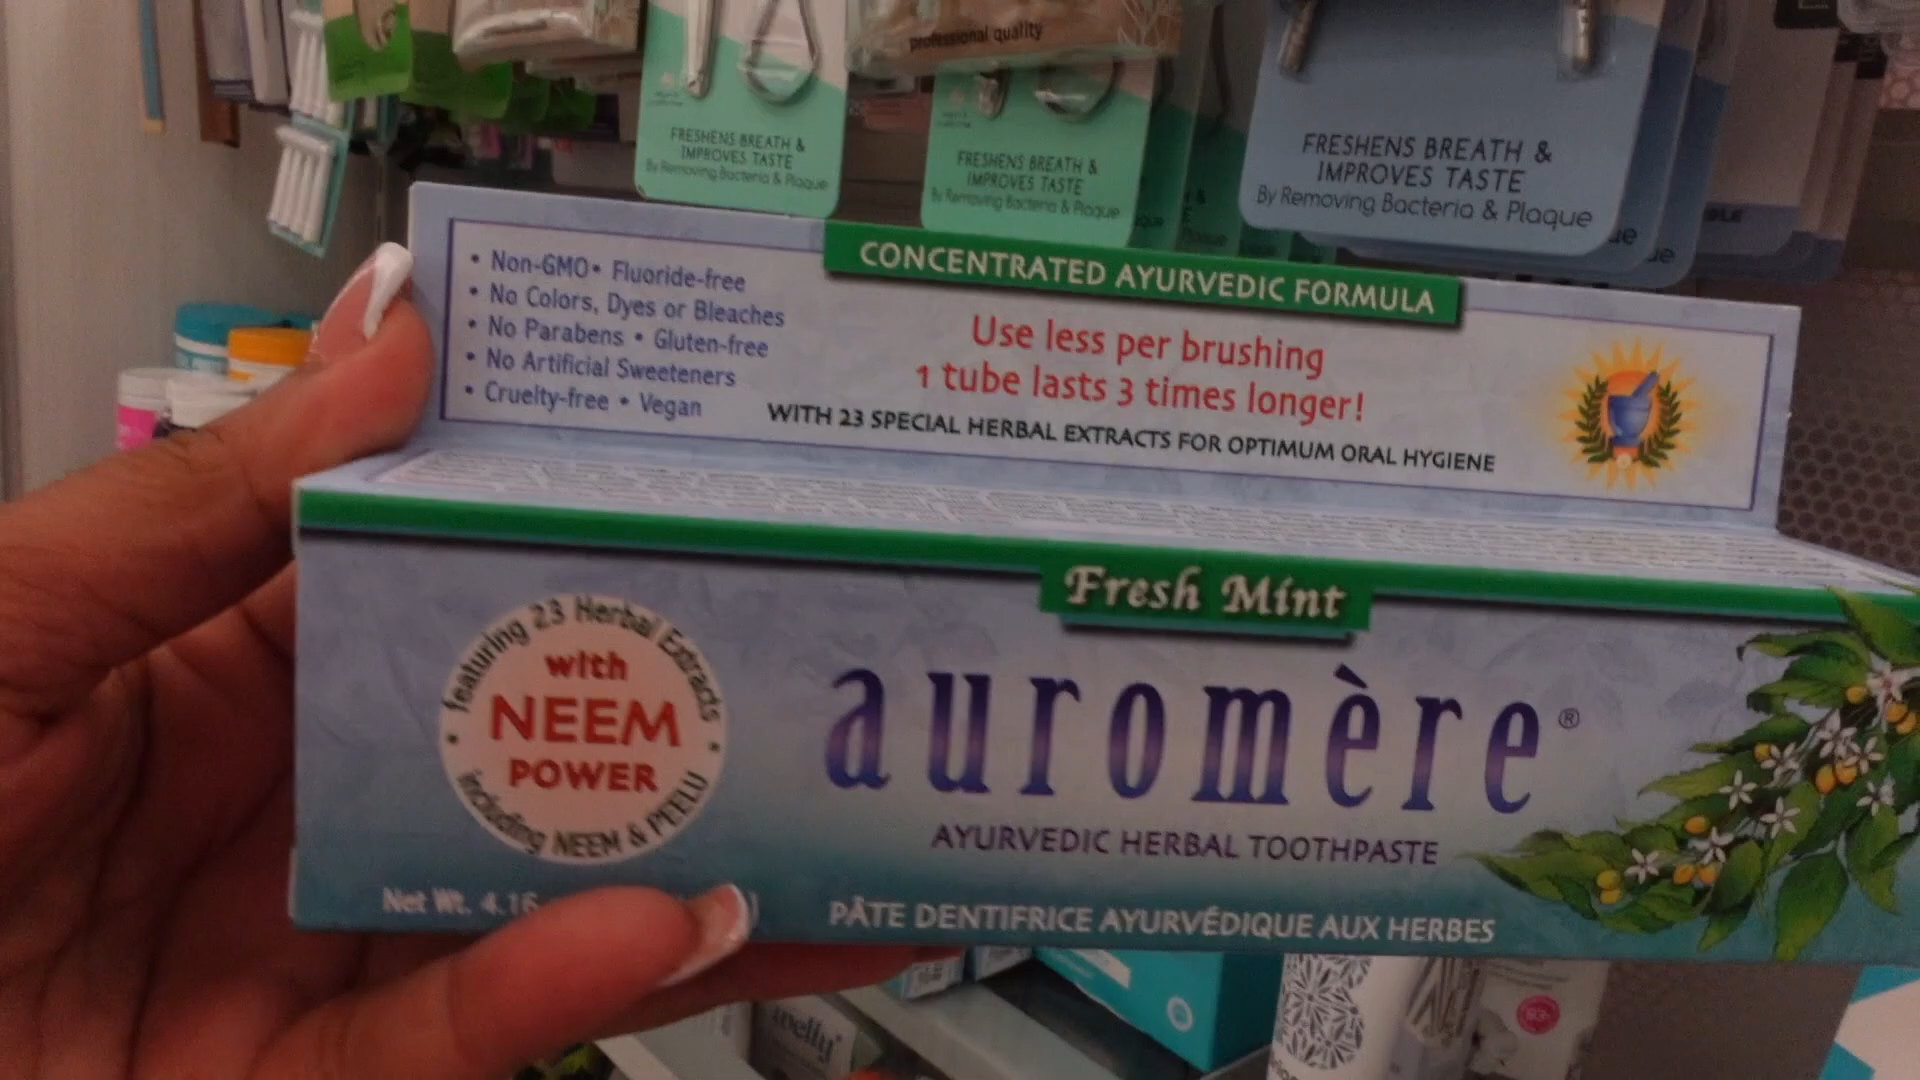 professional quality
FRESHENS BREATH &
IMPROVES TASTE
By Removing Bacteria & Plaque
FRESHENS BREATH &
IMPROVES TASTE
By Removing Bacteria & Plaque
FRESHENS BREATH &
IMPROVES TASTE
By Removing Bacteria & Plaque
• Non-GMO • Fluoride-free
• No Colors, Dyes or Bleaches
• No Parabens • Gluten-free
• No Artificial Sweeteners
• Cruelty-free • Vegan
CONCENTRATED AYURVEDIC FORMULA
Use less per brushing
1 tube lasts 3 times longer!
WITH 23 SPECIAL HERBAL EXTRACTS FOR OPTIMUM ORAL HYGIENE
Fresh Mint
featuring 23 Herbal Extracts
with
NEEM
POWER
including NEEM & PEELU
auromère®
AYURVEDIC HERBAL TOOTHPASTE
PÂTE DENTIFRICE AYURVÉDIQUE AUX HERBES
Net Wt. 4.16
welly